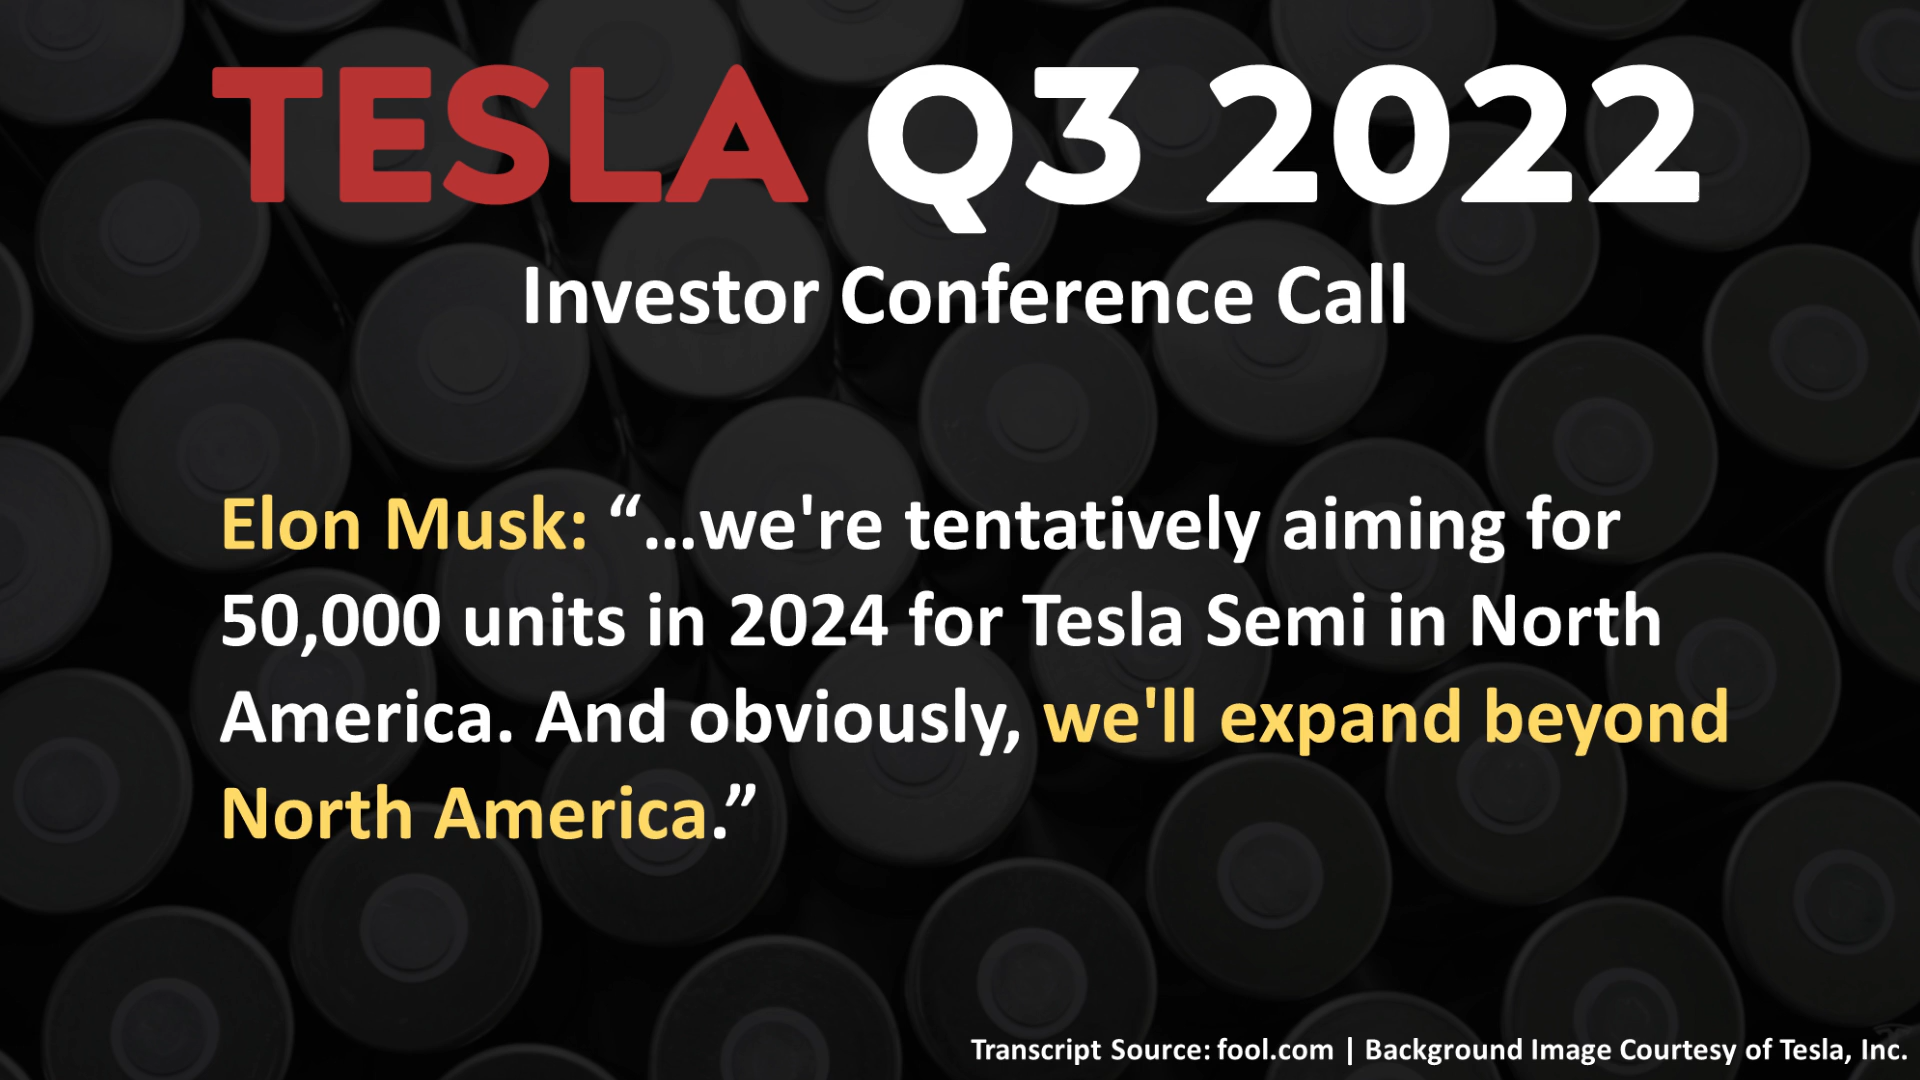 TESLA Q3 2022
Investor Conference Call
Elon Musk: “…we're tentatively aiming for
50,000 units in 2024 for Tesla Semi in North
America. And obviously, we'll expand beyond
North America.”
Transcript Source: fool.com | Background Image Courtesy of Tesla, Inc.